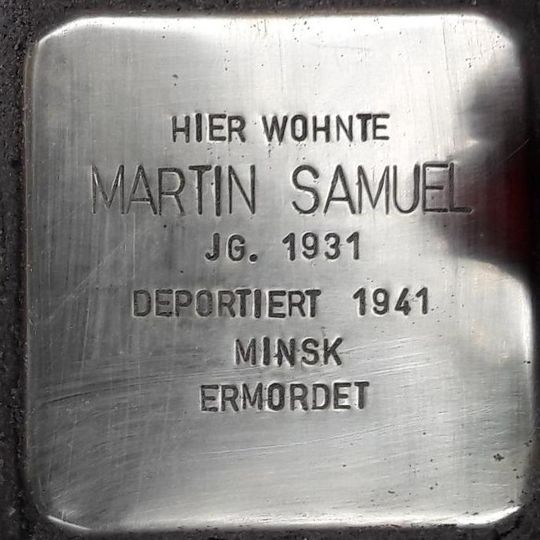 HIER WOHNTE
MARTIN SAMUEL
JG. 1931
DEPORTIERT 1941
MINSK
ERMORDET